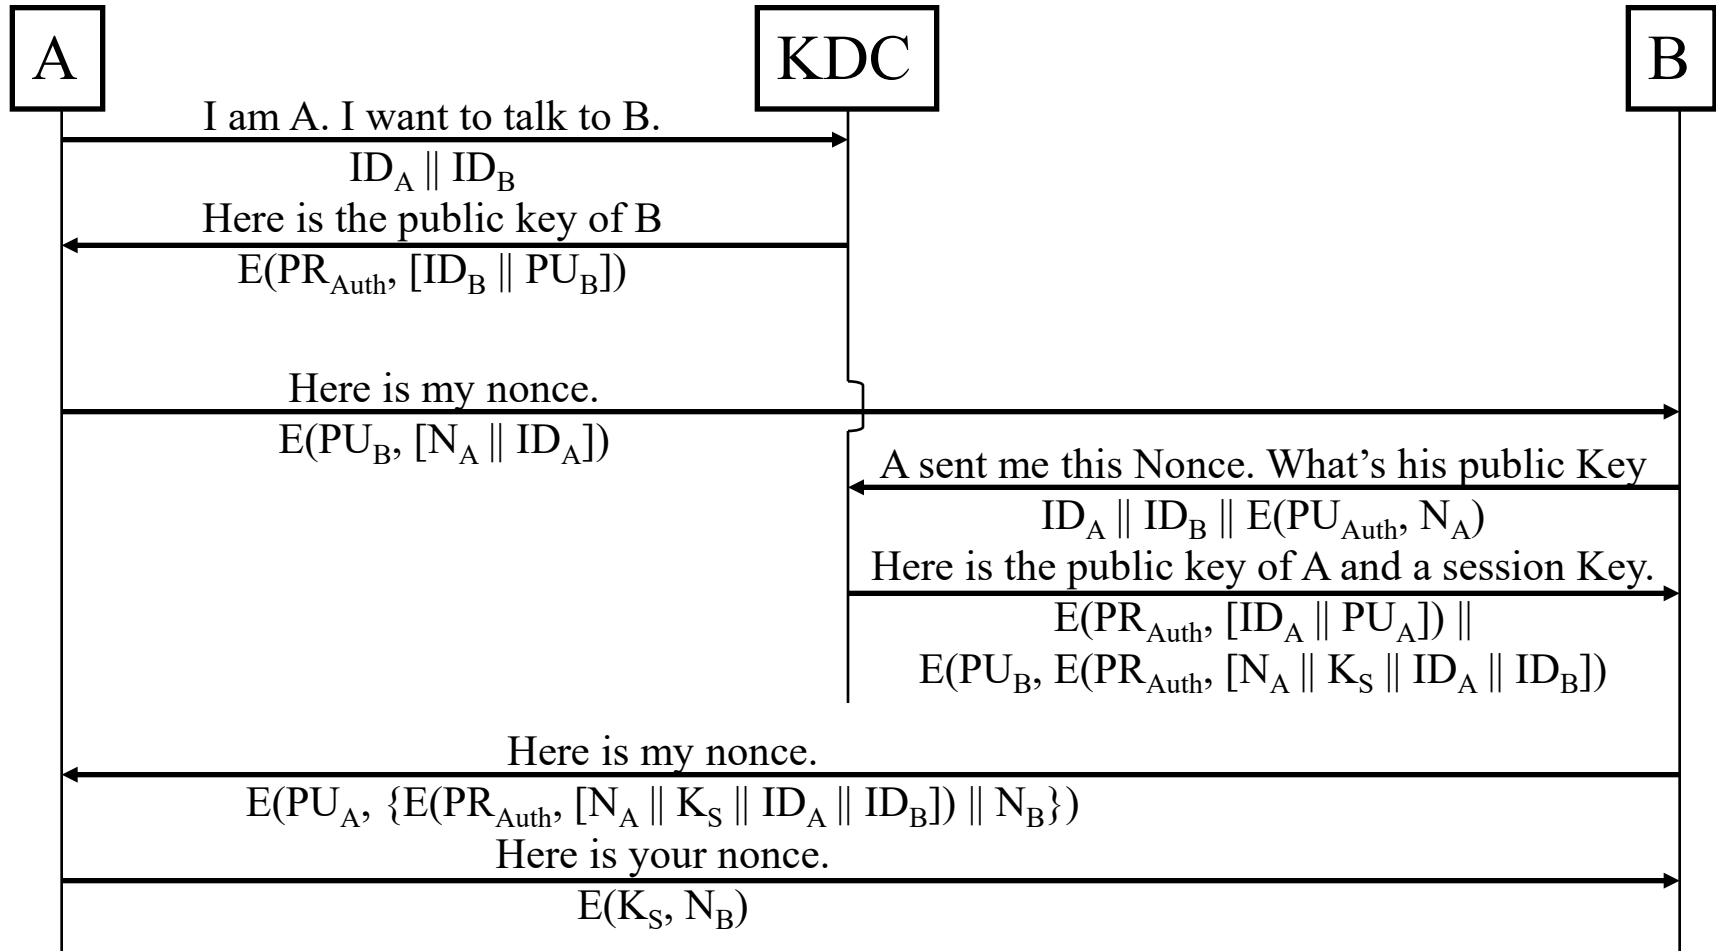 A
KDC
B
I am A. I want to talk to B.
ID_A || ID_B
Here is the public key of B
E(PR_Auth, [ID_B || PU_B])
Here is my nonce.
E(PU_B, [N_A || ID_A])
A sent me this Nonce. What’s his public Key
ID_A || ID_B || E(PU_Auth, N_A)
Here is the public key of A and a session Key.
E(PR_Auth, [ID_A || PU_A]) ||
E(PU_B, E(PR_Auth, [N_A || K_S || ID_A || ID_B])
Here is my nonce.
E(PU_A, {E(PR_Auth, [N_A || K_S || ID_A || ID_B]) || N_B})
Here is your nonce.
E(K_S, N_B)